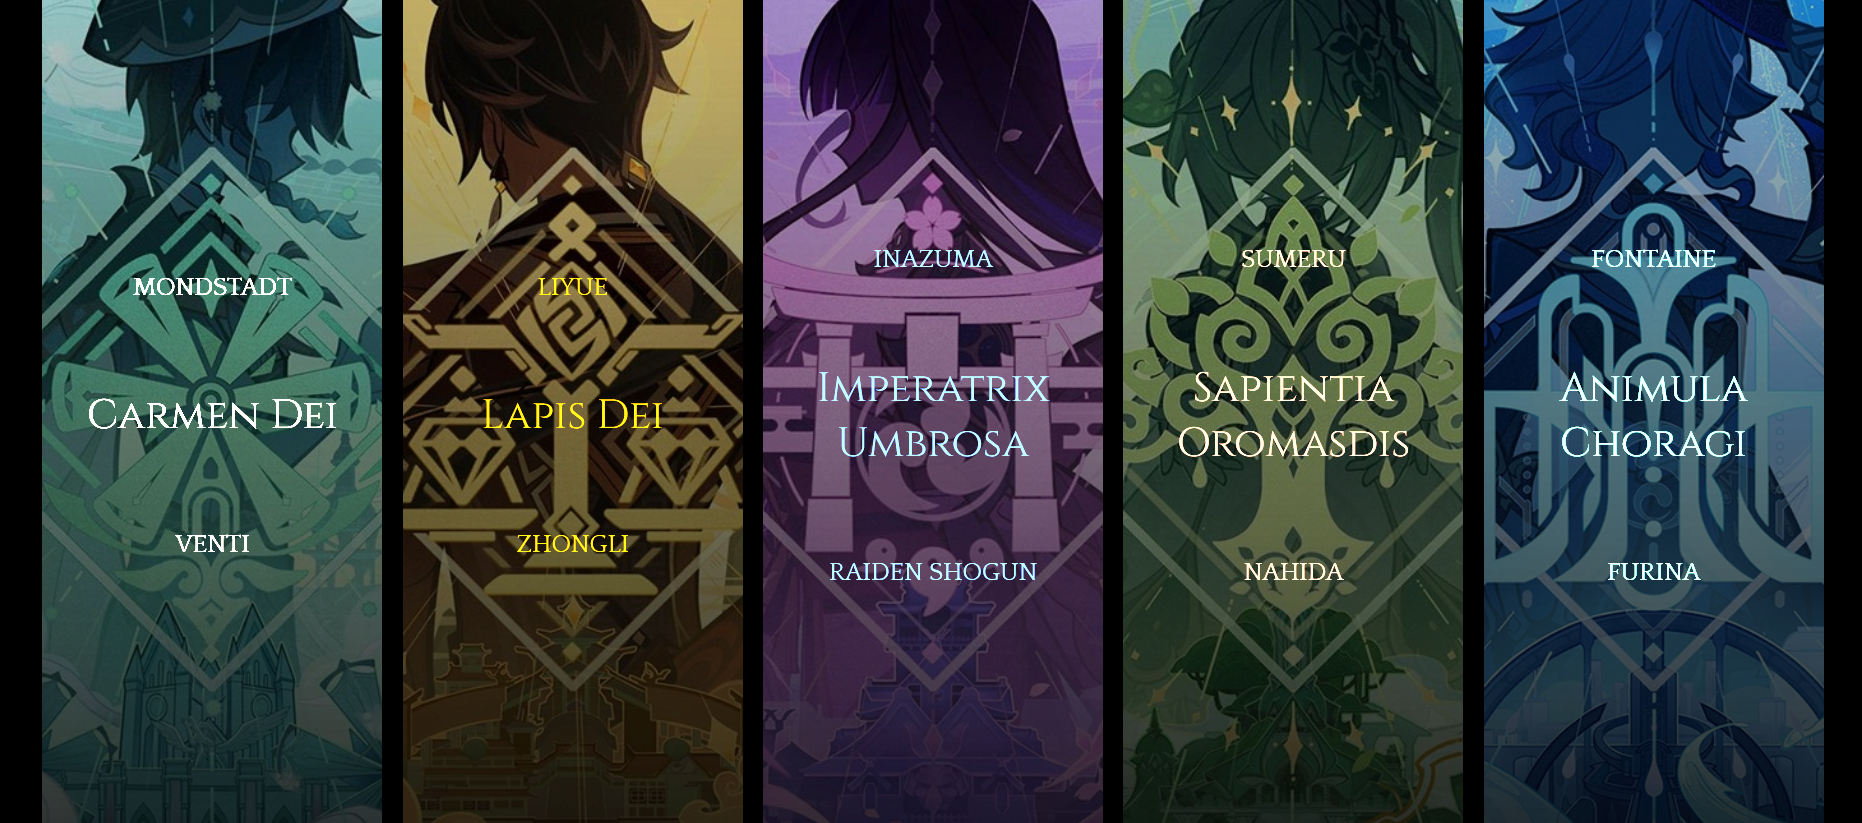 MONDSTADT
CARMEN DEI
VENTI
LIYUE
LAPIS DEI
ZHONGLI
INAZUMA
IMPERATRIX
UMBROSA
RAIDEN SHOGUN
SUMERU
SAPIENTIA
OROMASDIS
NAHIDA
FONTAINE
ANIMULA
CHORAGI
FURINA